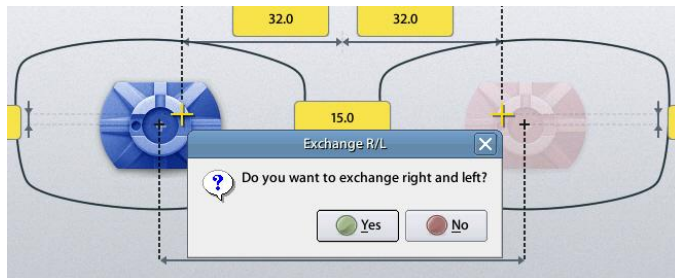 32.0 32.0
15.0
Exchange R/L
Do you want to exchange right and left?
Yes No